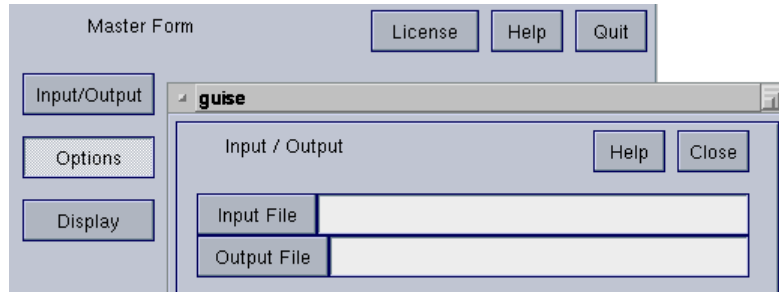 Master Form License Help Quit
Input/Output
guise
Input / Output Help Close
Options
Input File
Display
Output File